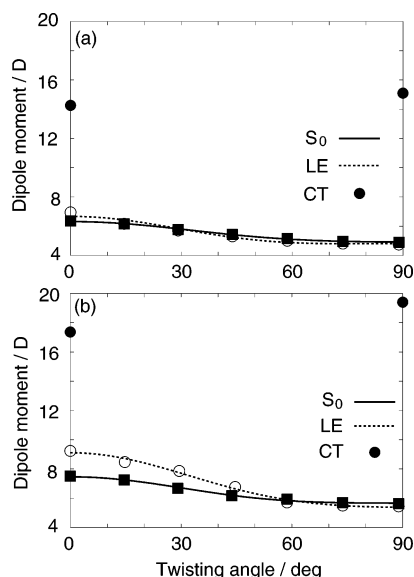 20
(a)
16
12
8
4
Dipole moment / D
S₀
LE
CT
0 30 60 90
20
(b)
16
12
8
4
Dipole moment / D
S₀
LE
CT
0 30 60 90
Twisting angle / deg